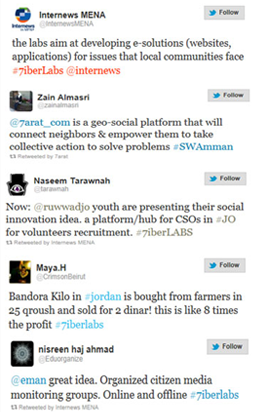 Internews MENA
@InternewsMENA
Follow
the labs aim at developing e-solutions (websites,
applications) for issues that local communities face
#7iberLabs @internews
Zain Almasri
@zainalmasri
Follow
@7arat_com is a geo-social platform that will
connect neighbors & empower them to take
collective action to solve problems #SWAmman
13 Retweeted by 7arat
Naseem Tarawnah
@tarawnah
Follow
Now: @ruwwadjo youth are presenting their social
innovation idea. a platform/hub for CSOs in #JO
for volunteers recruitment. #7iberLABS
13 Retweeted by Internews MENA
Maya.H
@CrimsonBeirut
Follow
Bandora Kilo in #jordan is bought from farmers in
25 qroush and sold for 2 dinar! this is like 8 times
the profit #7iberlabs
nisreen haj ahmad
@Eduorganize
Follow
@eman great idea. Organized citizen media
monitoring groups. Online and offline #7iberlabs
13 Retweeted by Internews MENA